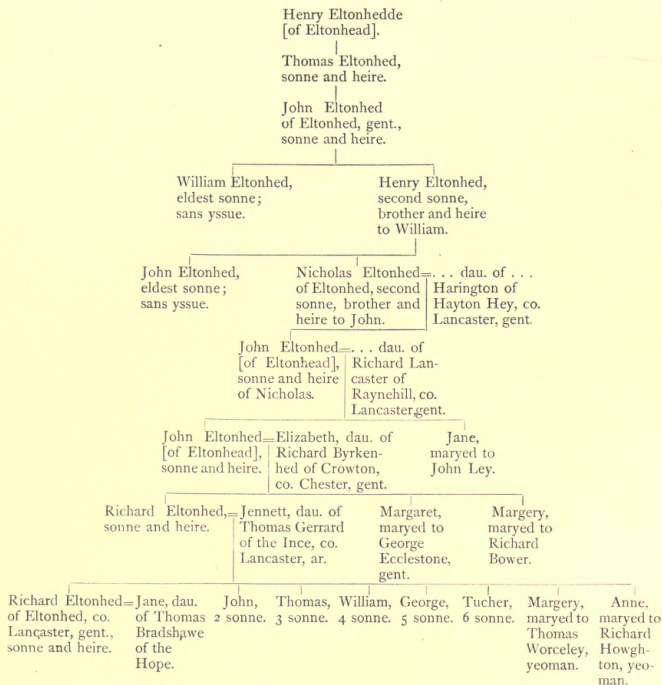 Henry Eltonhedde
[of Eltonhead].
Thomas Eltonhed,
sonne and heire.
John Eltonhed
of Eltonhed, gent.,
sonne and heire.
William Eltonhed,
eldest sonne;
sans yssue.
Henry Eltonhed,
second sonne,
brother and heire
to William.
John Eltonhed,
eldest sonne;
sans yssue.
Nicholas Eltonhed=
of Eltonhed, second
sonne, brother and
heire to John.
. . . dau. of . . .
Harington of
Hayton Hey, co.
Lancaster, gent.
John Eltonhed=
[of Eltonhead],
sonne and heire
of Nicholas.
. . . dau. of
Richard Lan-
caster of
Raynehill, co.
Lancaster, gent.
John Eltonhed=
[of Eltonhead],
sonne and heire.
Elizabeth, dau. of
Richard Byrken-
hed of Crowton,
co. Chester, gent.
Jane,
maryed to
John Ley.
Richard Eltonhed,=
sonne and heire.
Jennett, dau. of
Thomas Gerrard
of the Ince, co.
Lancaster, ar.
Margaret,
maryed to
George
Ecclestone,
gent.
Margery,
maryed to
Richard
Bower.
Richard Eltonhed=
of Eltonhed, co.
Lancaster, gent.,
sonne and heire.
Jane, dau.
of Thomas
Bradshawe
of the
Hope.
John,
2 sonne.
Thomas,
3 sonne.
William,
4 sonne.
George,
5 sonne.
Tucher,
6 sonne.
Margery,
maryed to
Thomas
Worceley,
yeoman.
Anne,
maryed to
Richard
Howgh-
ton, yeo-
man.